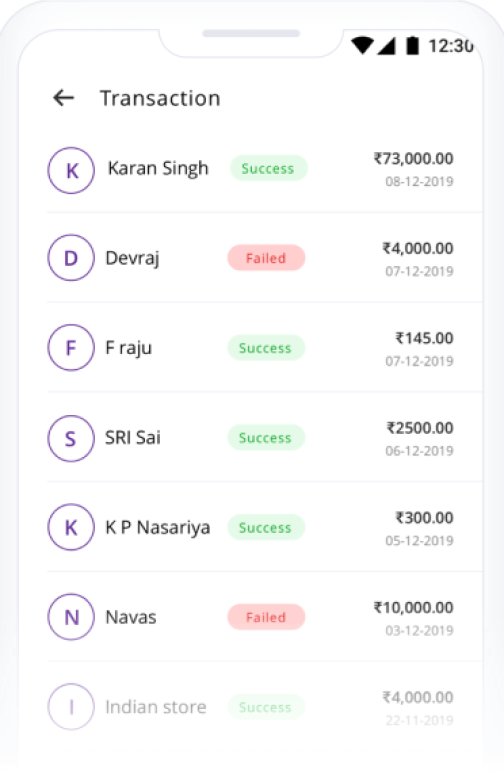 12:30
Transaction
K Karan Singh Success ₹73,000.00
08-12-2019
D Devraj Failed ₹4,000.00
07-12-2019
F F raju Success ₹145.00
07-12-2019
S SRI Sai Success ₹2500.00
06-12-2019
K K P Nasariya Success ₹300.00
05-12-2019
N Navas Failed ₹10,000.00
03-12-2019
I Indian store Success ₹4,000.00
22-11-2019